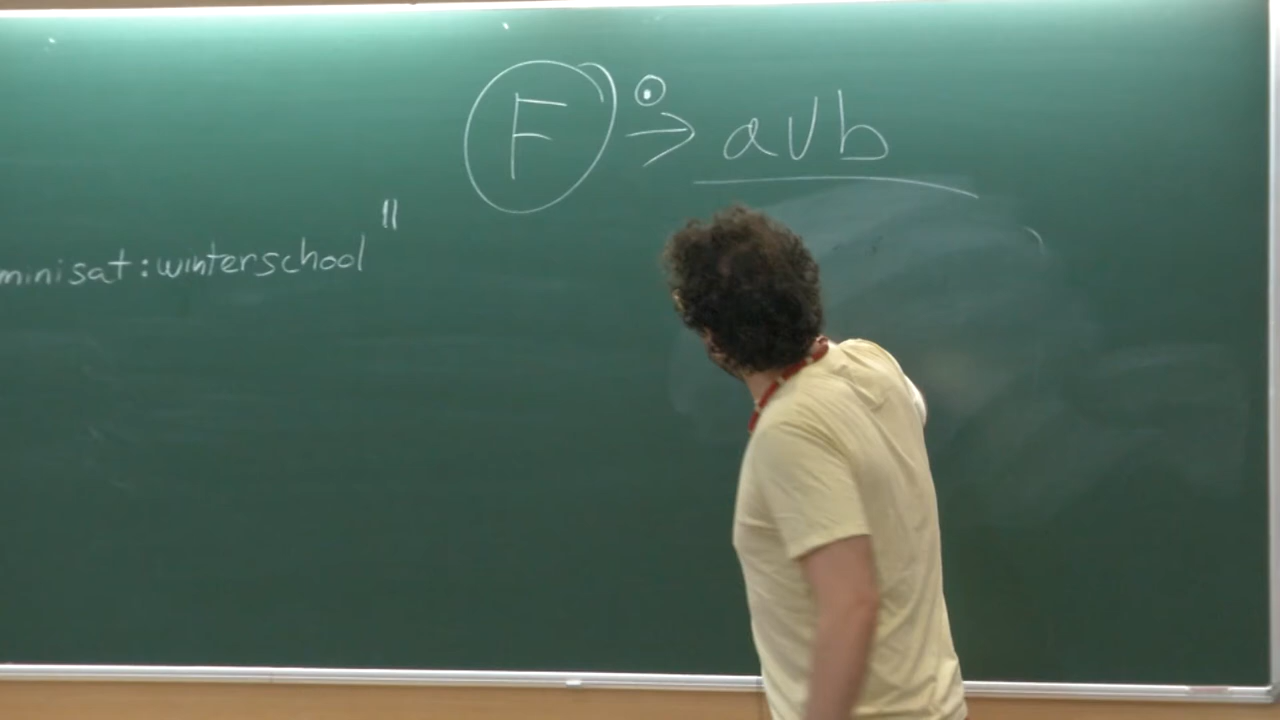 F → a ∨ b
minisat:winterschool"